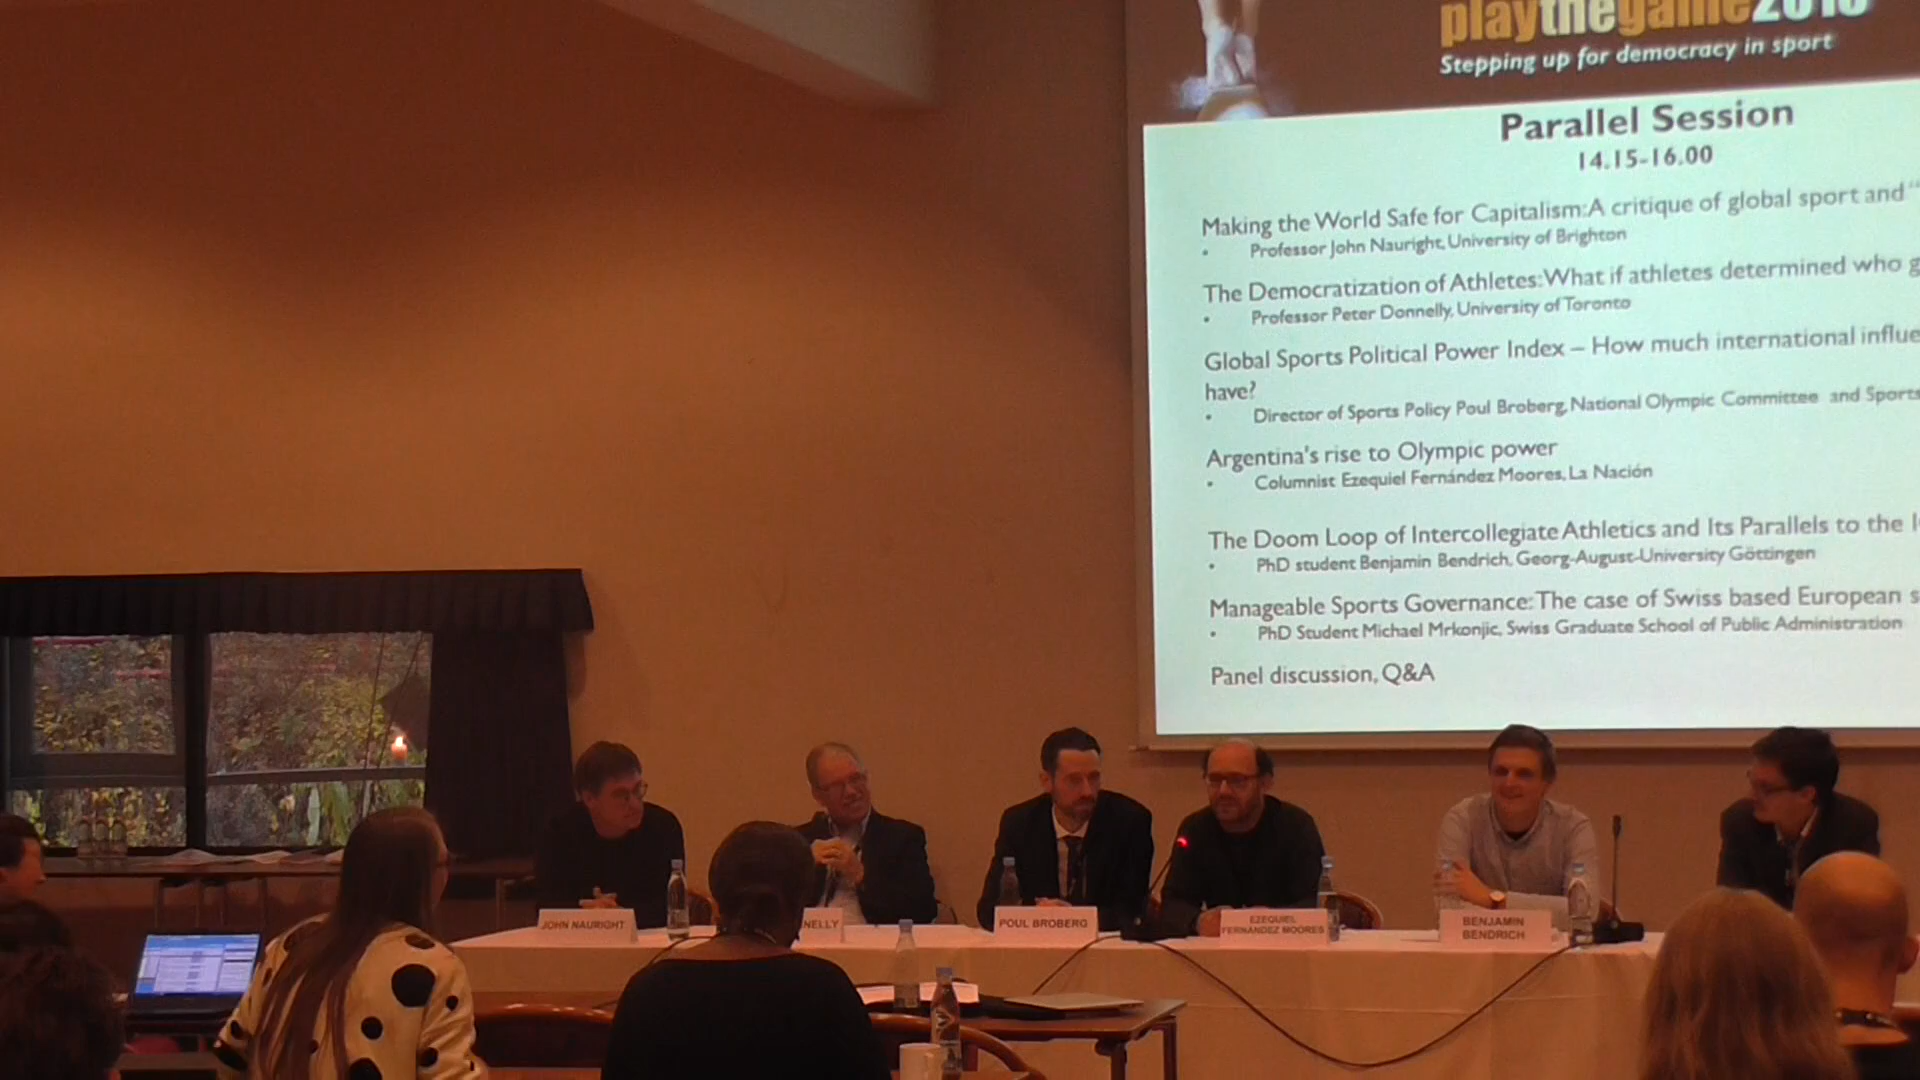 playthegame2013
Stepping up for democracy in sport
Parallel Session
14.15-16.00
Making the World Safe for Capitalism: A critique of global sport and "
• Professor John Nauright, University of Brighton
The Democratization of Athletes: What if athletes determined who g
• Professor Peter Donnelly, University of Toronto
Global Sports Political Power Index – How much international influe
have?
• Director of Sports Policy Poul Broberg, National Olympic Committee and Sports
Argentina's rise to Olympic power
• Columnist Ezequiel Fernández Moores, La Nación
The Doom Loop of Intercollegiate Athletics and Its Parallels to the I
• PhD student Benjamin Bendrich, Georg-August-University Göttingen
Manageable Sports Governance: The case of Swiss based European s
• PhD Student Michael Mrkonjic, Swiss Graduate School of Public Administration
Panel discussion, Q&A
JOHN NAURIGHT
NELLY
POUL BROBERG
EZEQUIEL
FERNANDEZ MOORES
BENJAMIN
BENDRICH